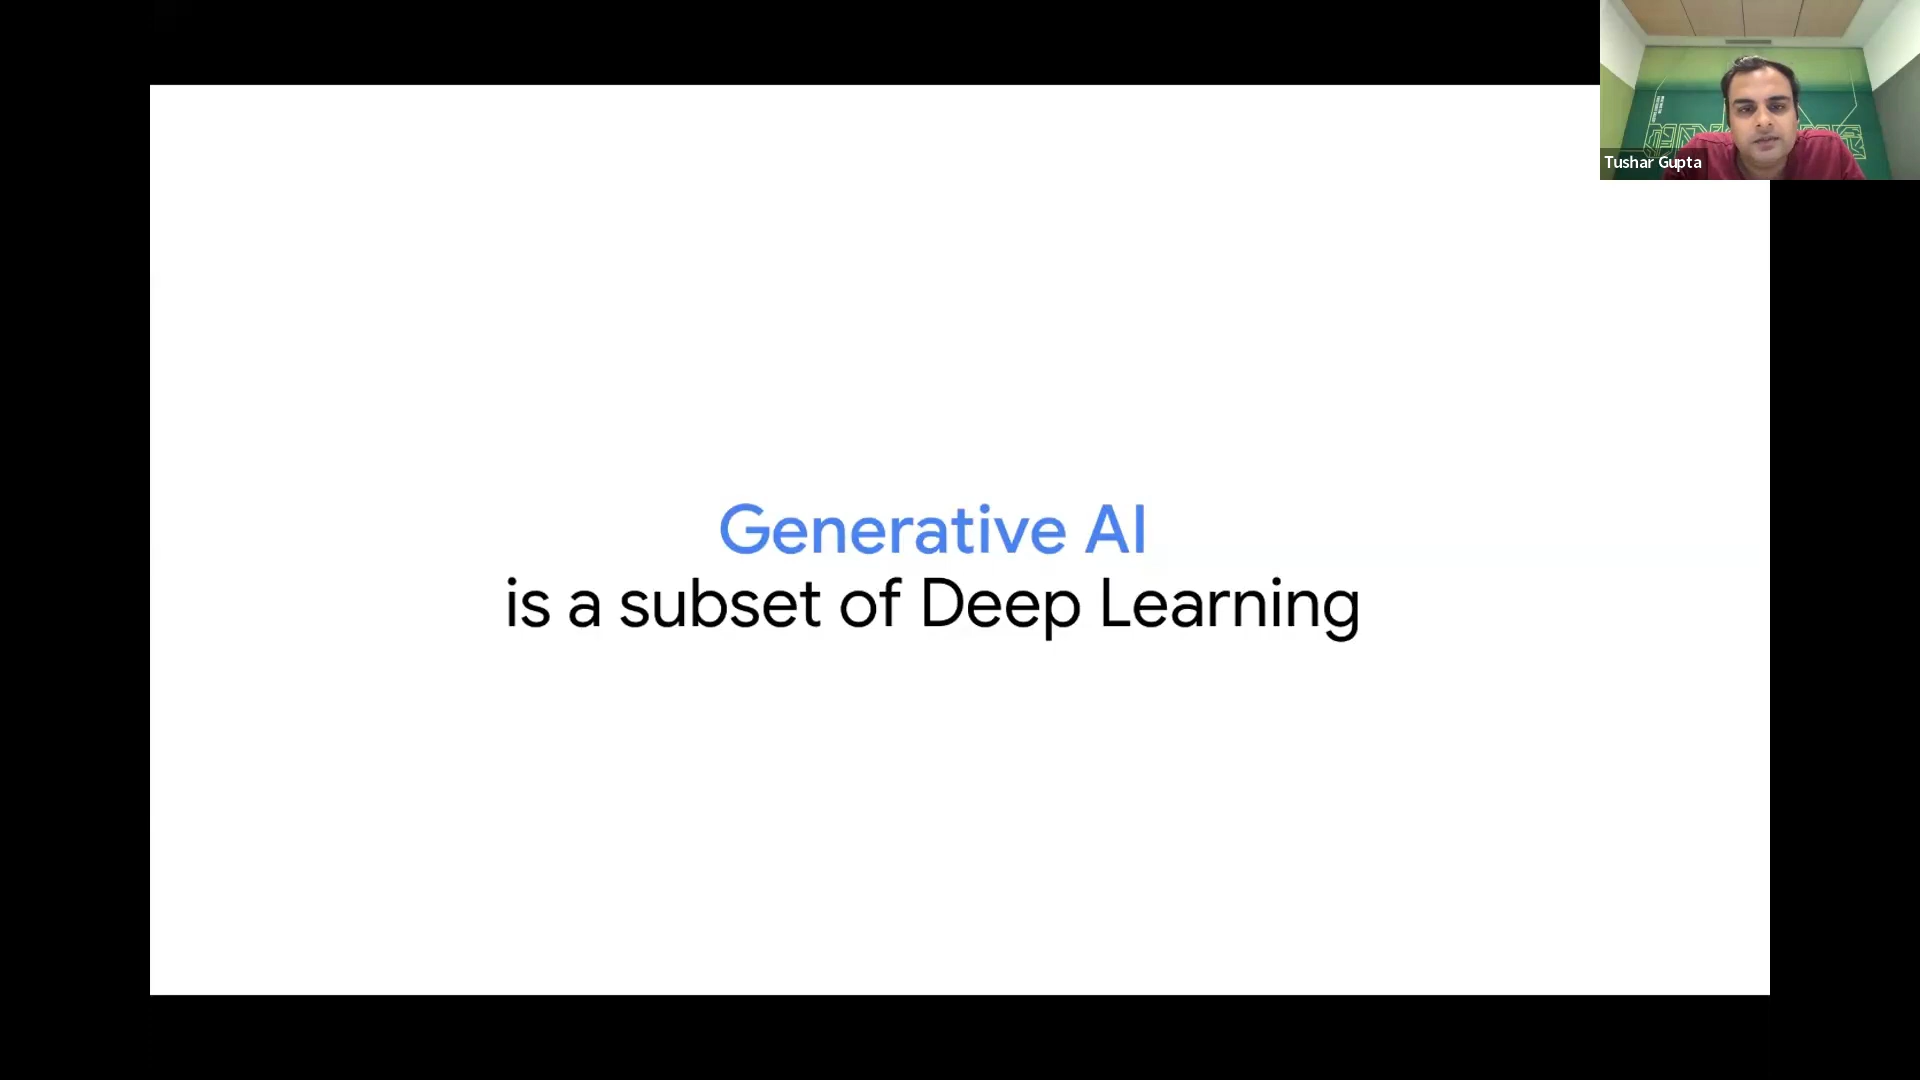 Generative AI
is a subset of Deep Learning
Tushar Gupta